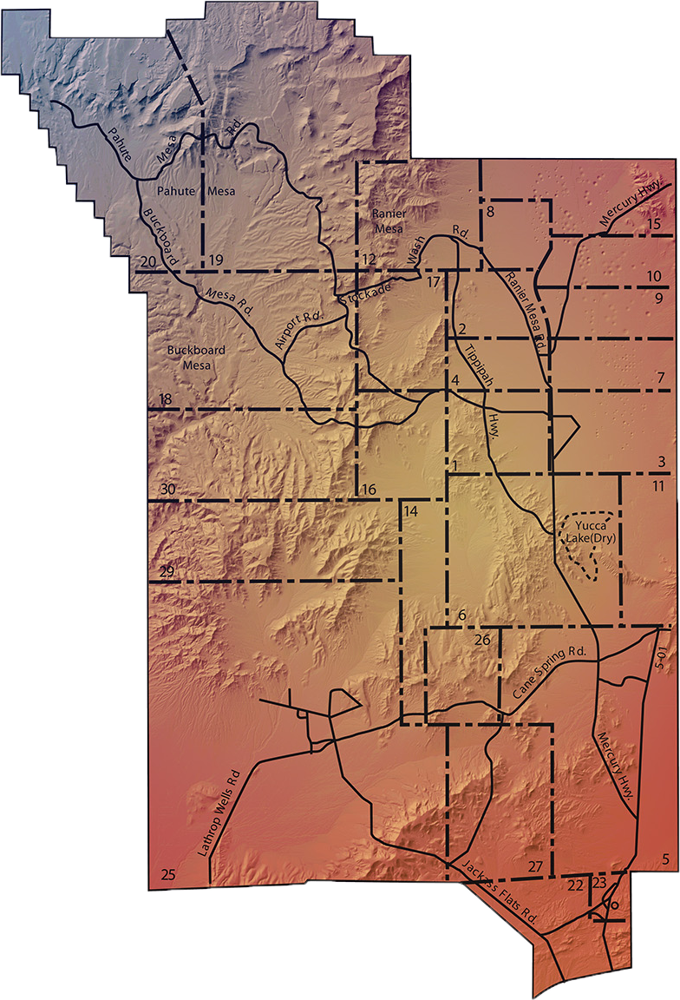 Pahute
Mesa
Rd.
Pahute
Mesa
Mercury Hwy.
8
15
Ranier
Mesa
Buckboard
Mesa Rd.
20
19
12
Wash
Rd.
17
10
9
Stockade
Ranier Mesa Rd.
Airport Rd.
2
Buckboard
Mesa
Tippipah
Hwy.
4
7
18
1
3
30
16
14
11
Yucca
Lake(Dry)
29
6
26
Cane Spring Rd.
5-01
Mercury Hwy.
Lathrop Wells Rd
25
27
5
Jackass Flats Rd.
22
23